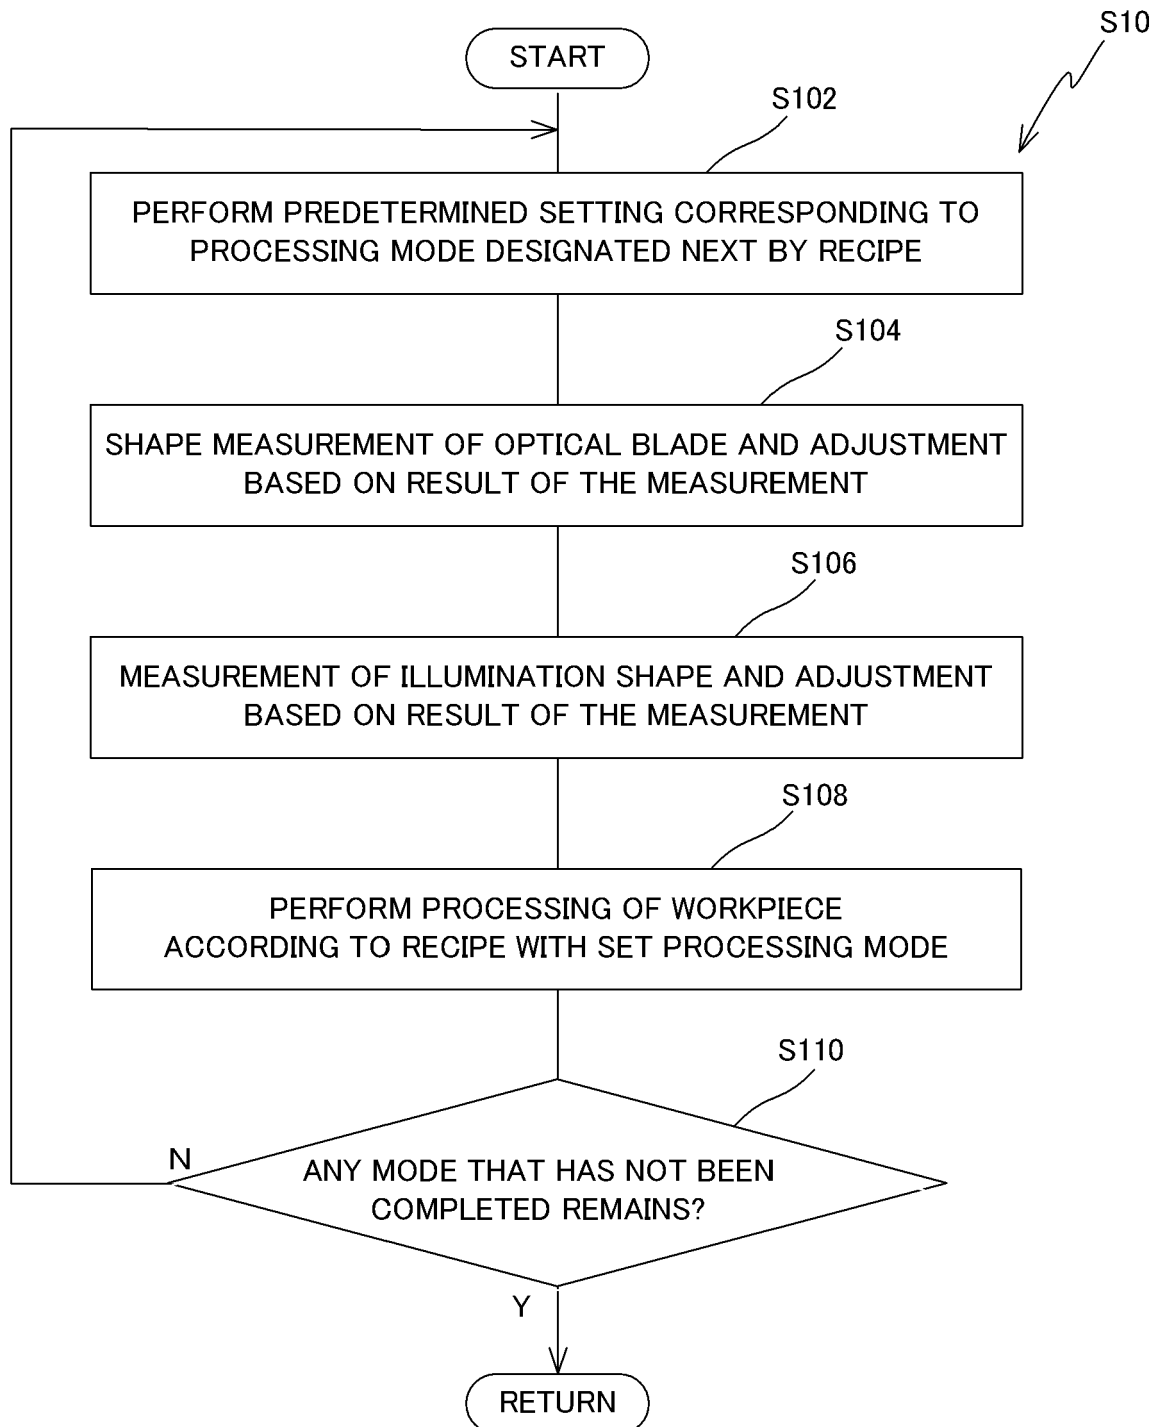 S10
START
S102
PERFORM PREDETERMINED SETTING CORRESPONDING TO
PROCESSING MODE DESIGNATED NEXT BY RECIPE
S104
SHAPE MEASUREMENT OF OPTICAL BLADE AND ADJUSTMENT
BASED ON RESULT OF THE MEASUREMENT
S106
MEASUREMENT OF ILLUMINATION SHAPE AND ADJUSTMENT
BASED ON RESULT OF THE MEASUREMENT
S108
PERFORM PROCESSING OF WORKPIECE
ACCORDING TO RECIPE WITH SET PROCESSING MODE
S110
N
ANY MODE THAT HAS NOT BEEN
COMPLETED REMAINS?
Y
RETURN